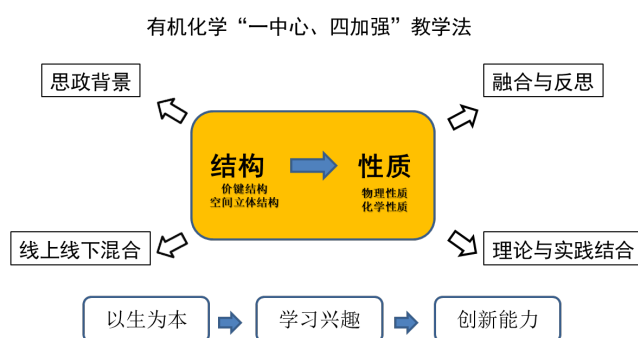 有机化学“一中心、四加强”教学法
思政背景
融合与反思
结构
价键结构
空间立体结构
性质
物理性质
化学性质
线上线下混合
理论与实践结合
以生为本
学习兴趣
创新能力